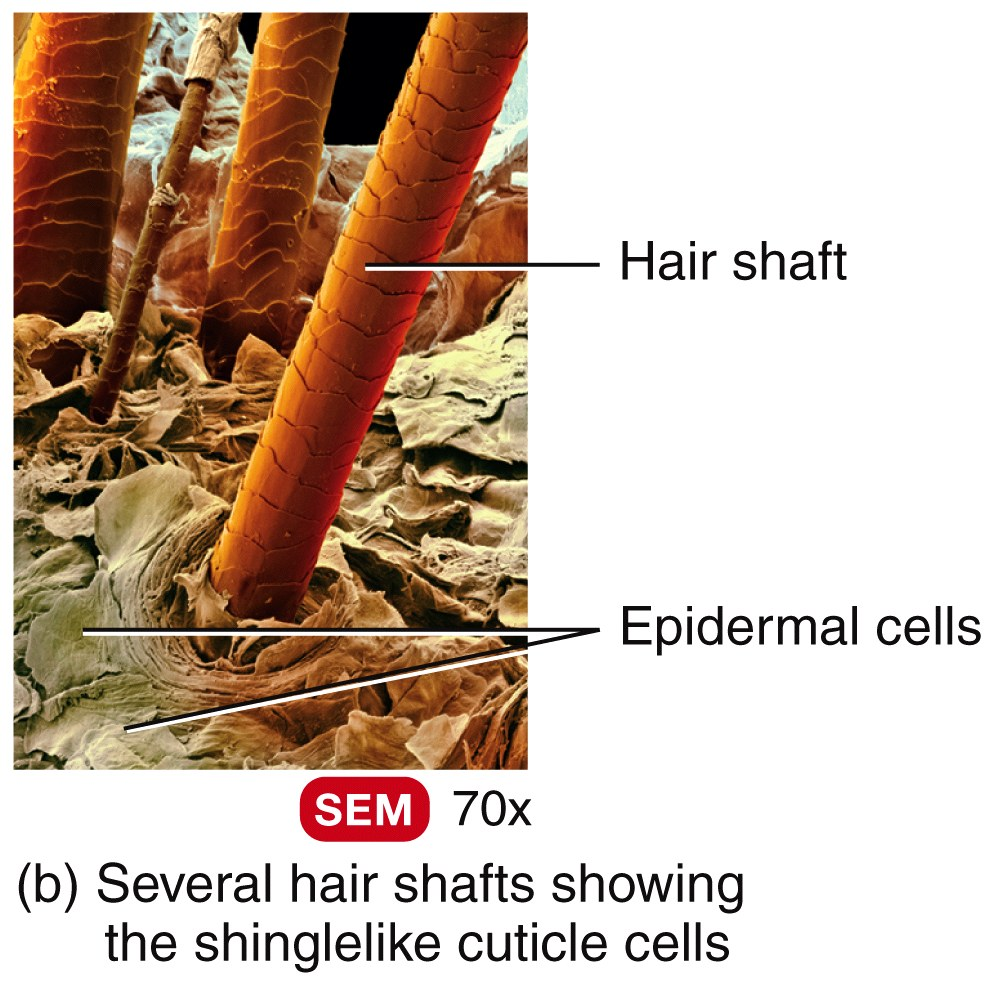 Hair shaft
Epidermal cells
SEM 70x
(b) Several hair shafts showing
the shinglelike cuticle cells